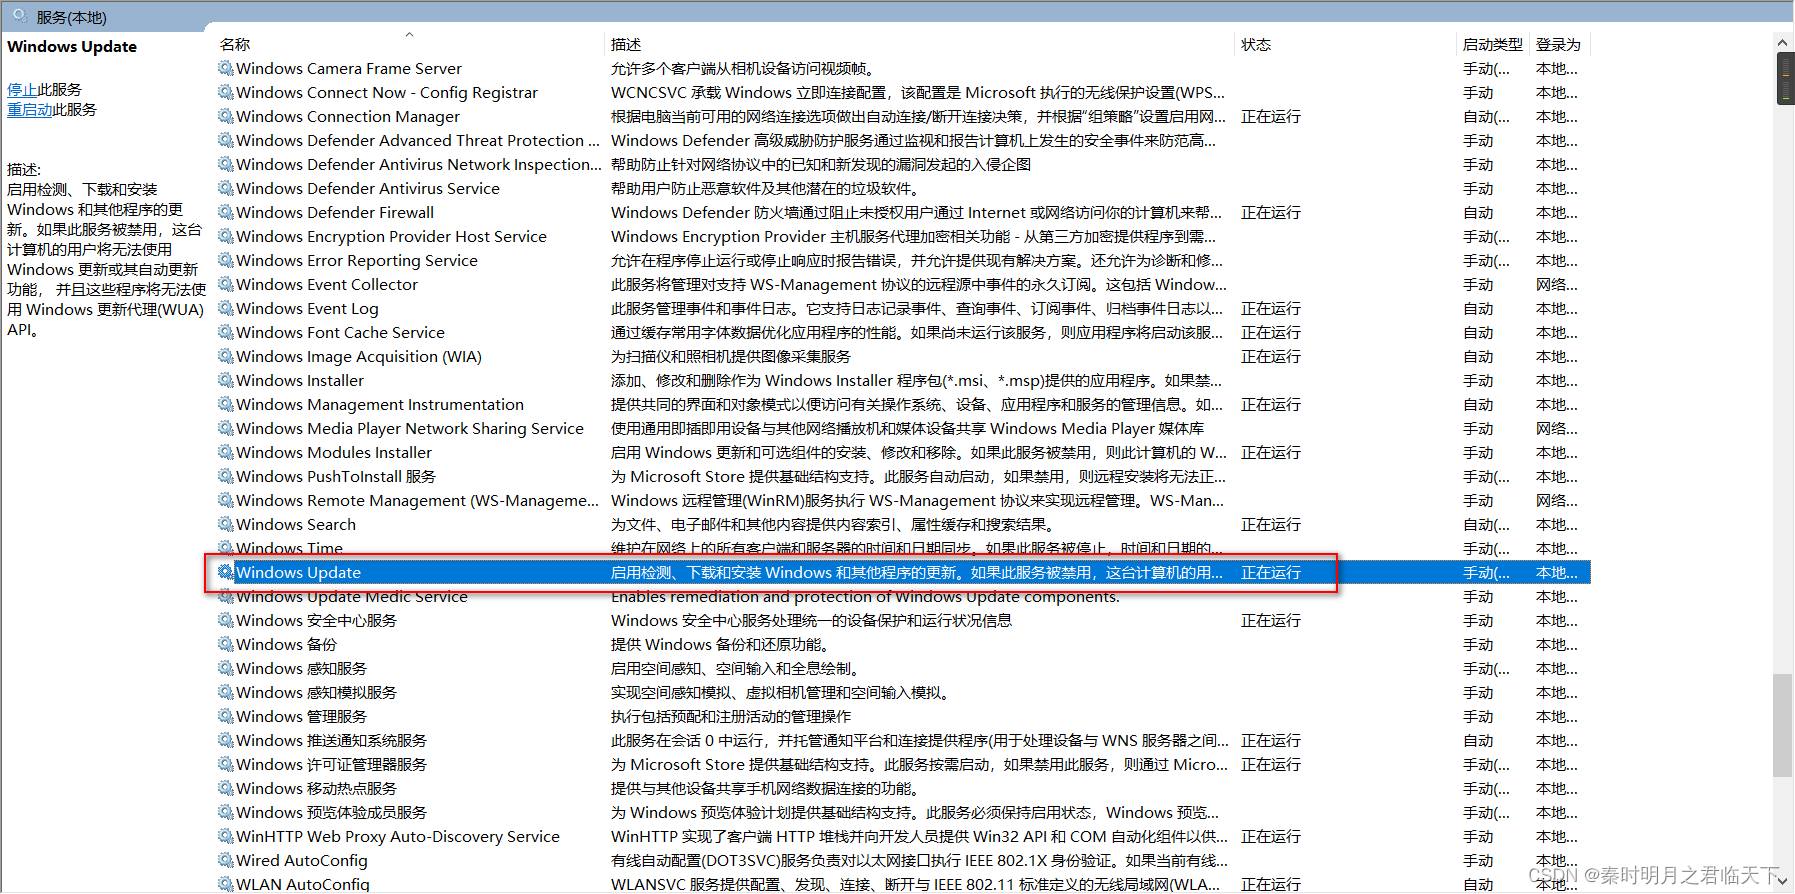 服务(本地)
Windows Update
停止此服务
重启动此服务
描述:
启用检测、下载和安装
Windows 和其他程序的更
新。如果此服务被禁用，这台
计算机的用户将无法使用
Windows 更新或其自动更新
功能， 并且这些程序将无法使
用 Windows 更新代理(WUA)
API。
名称 描述 状态 启动类型 登录为
Windows Camera Frame Server 允许多个客户端从相机设备访问视频帧。 手动(... 本地...
Windows Connect Now - Config Registrar WCNCSVC 承载 Windows 立即连接配置，该配置是 Microsoft 执行的无线保护设置(WPS... 手动 本地...
Windows Connection Manager 根据电脑当前可用的网络连接选项做出自动连接/断开连接决策，并根据“组策略”设置启用网... 正在运行 自动(... 本地...
Windows Defender Advanced Threat Protection ... Windows Defender 高级威胁防护服务通过监视和报告计算机上发生的安全事件来防范高... 手动 本地...
Windows Defender Antivirus Network Inspection... 帮助防止针对网络协议中的已知和新发现的漏洞发起的入侵企图 手动 本地...
Windows Defender Antivirus Service 帮助用户防止恶意软件及其他潜在的垃圾软件。 手动 本地...
Windows Defender Firewall Windows Defender 防火墙通过阻止未授权用户通过 Internet 或网络访问你的计算机来帮... 正在运行 自动 本地...
Windows Encryption Provider Host Service Windows Encryption Provider 主机服务代理加密相关功能 - 从第三方加密提供程序到需... 手动(... 本地...
Windows Error Reporting Service 允许在程序停止运行或停止响应时报告错误，并允许提供现有解决方案。还允许为诊断和修... 手动(... 本地...
Windows Event Collector 此服务将管理对支持 WS-Management 协议的远程源中事件的永久订阅。这包括 Window... 手动 网络...
Windows Event Log 此服务管理事件和事件日志。它支持日志记录事件、查询事件、订阅事件、归档事件日志以... 正在运行 自动 本地...
Windows Font Cache Service 通过缓存常用字体数据优化应用程序的性能。如果尚未运行该服务，则应用程序将启动该服... 正在运行 自动 本地...
Windows Image Acquisition (WIA) 为扫描仪和照相机提供图像采集服务 正在运行 自动 本地...
Windows Installer 添加、修改和删除作为 Windows Installer 程序包(*.msi、*.msp)提供的应用程序。如果禁... 手动 本地...
Windows Management Instrumentation 提供共同的界面和对象模式以便访问有关操作系统、设备、应用程序和服务的管理信息。如... 正在运行 自动 本地...
Windows Media Player Network Sharing Service 使用通用即插即用设备与其他网络播放机和媒体设备共享 Windows Media Player 媒体库 手动 网络...
Windows Modules Installer 启用 Windows 更新和可选组件的安装、修改和移除。如果此服务被禁用，则此计算机的 W... 正在运行 手动 本地...
Windows PushToInstall 服务 为 Microsoft Store 提供基础结构支持。此服务自动启动，如果禁用，则远程安装将无法正... 手动(... 本地...
Windows Remote Management (WS-Manageme... Windows 远程管理(WinRM)服务执行 WS-Management 协议来实现远程管理。WS-Man... 手动 网络...
Windows Search 为文件、电子邮件和其他内容提供内容索引、属性缓存和搜索结果。 正在运行 自动(... 本地...
Windows Time 维护在网络上的所有客户端和服务器的时间和日期同步。如果此服务被停止，时间和日期的... 手动(... 本地...
Windows Update 启用检测、下载和安装 Windows 和其他程序的更新。如果此服务被禁用，这台计算机的用... 正在运行 手动(... 本地...
Windows Update Medic Service Enables remediation and protection of Windows Update components. 手动 本地...
Windows 安全中心服务 Windows 安全中心服务处理统一的设备保护和运行状况信息 正在运行 手动 本地...
Windows 备份 提供 Windows 备份和还原功能。 手动 本地...
Windows 感知服务 启用空间感知、空间输入和全息绘制。 手动(... 本地...
Windows 感知模拟服务 实现空间感知模拟、虚拟相机管理和空间输入模拟。 手动 本地...
Windows 管理服务 执行包括预配和注册活动的管理操作 手动 本地...
Windows 推送通知系统服务 此服务在会话 0 中运行，并托管通知平台和连接提供程序(用于处理设备与 WNS 服务器之间... 正在运行 自动 本地...
Windows 许可证管理器服务 为 Microsoft Store 提供基础结构支持。此服务按需启动，如果禁用此服务，则通过 Micro... 正在运行 手动(... 本地...
Windows 移动热点服务 提供与其他设备共享手机网络数据连接的功能。 手动(... 本地...
Windows 预览体验成员服务 为 Windows 预览体验计划提供基础结构支持。此服务必须保持启用状态，Windows 预览... 手动(... 本地...
WinHTTP Web Proxy Auto-Discovery Service WinHTTP 实现了客户端 HTTP 堆栈并向开发人员提供 Win32 API 和 COM 自动化组件以供... 正在运行 手动 本地...
Wired AutoConfig 有线自动配置(DOT3SVC)服务负责对以太网接口执行 IEEE 802.1X 身份验证。如果当前有线... 手动 本地...
WLAN AutoConfig WLANSVC 服务提供配置、发现、连接、断开与 IEEE 802.11 标准定义的无线局域网(WLA... 正在运行 自动 本地...
CSDN @秦时明月之君临天下